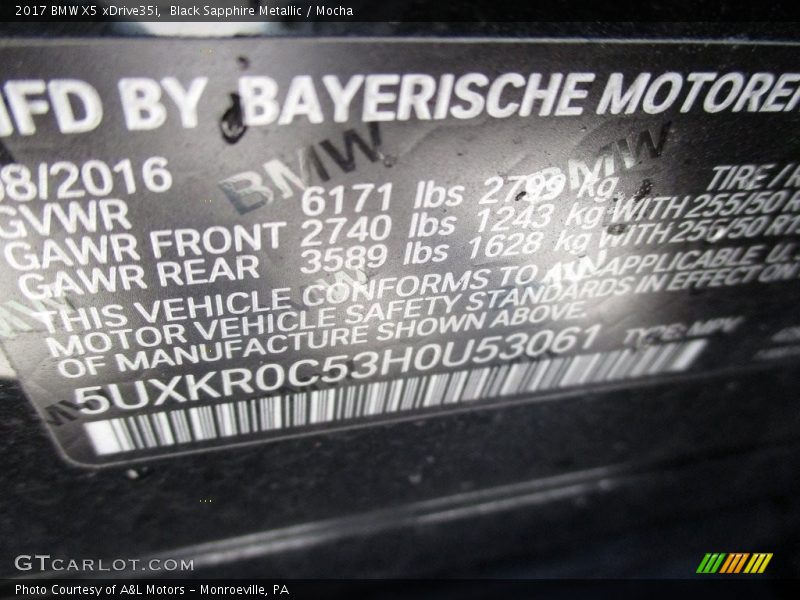 2017 BMW X5 xDrive35i, Black Sapphire Metallic / Mocha
MFD BY BAYERISCHE MOTOREN
08/2016
GVWR 6171 lbs 2799 kg TIRE/R
GAWR FRONT 2740 lbs 1243 kg WITH 255/50 R
GAWR REAR 3589 lbs 1628 kg WITH 255/50 R1
THIS VEHICLE CONFORMS TO ALL APPLICABLE U.S
MOTOR VEHICLE SAFETY STANDARDS IN EFFECT ON
OF MANUFACTURE SHOWN ABOVE.
5UXKR0C53H0U53061 TYPE: MPV
GTCARLOT.COM
Photo Courtesy of A&L Motors – Monroeville, PA